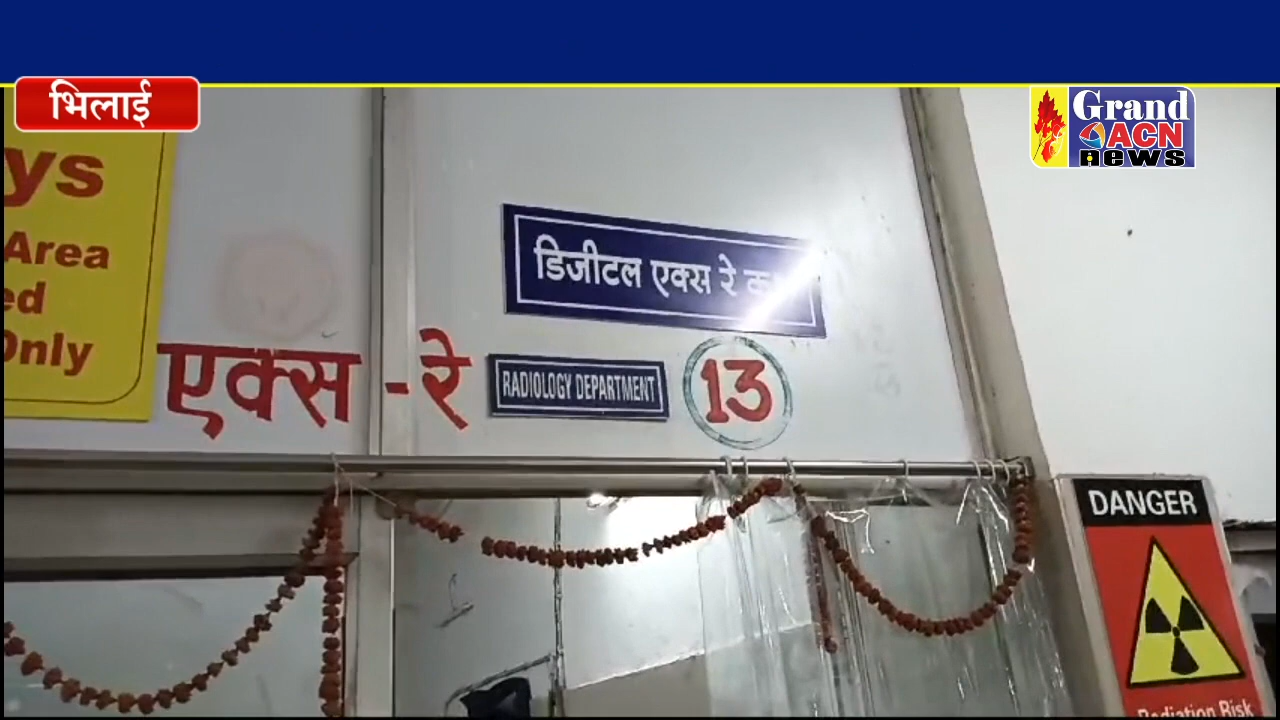 भिलाई
Grand
ACN
news
ys
Area
ed
Only
डिजीटल एक्स रे
एक्स-रे
RADIOLOGY DEPARTMENT
13
DANGER
Radiation Risk